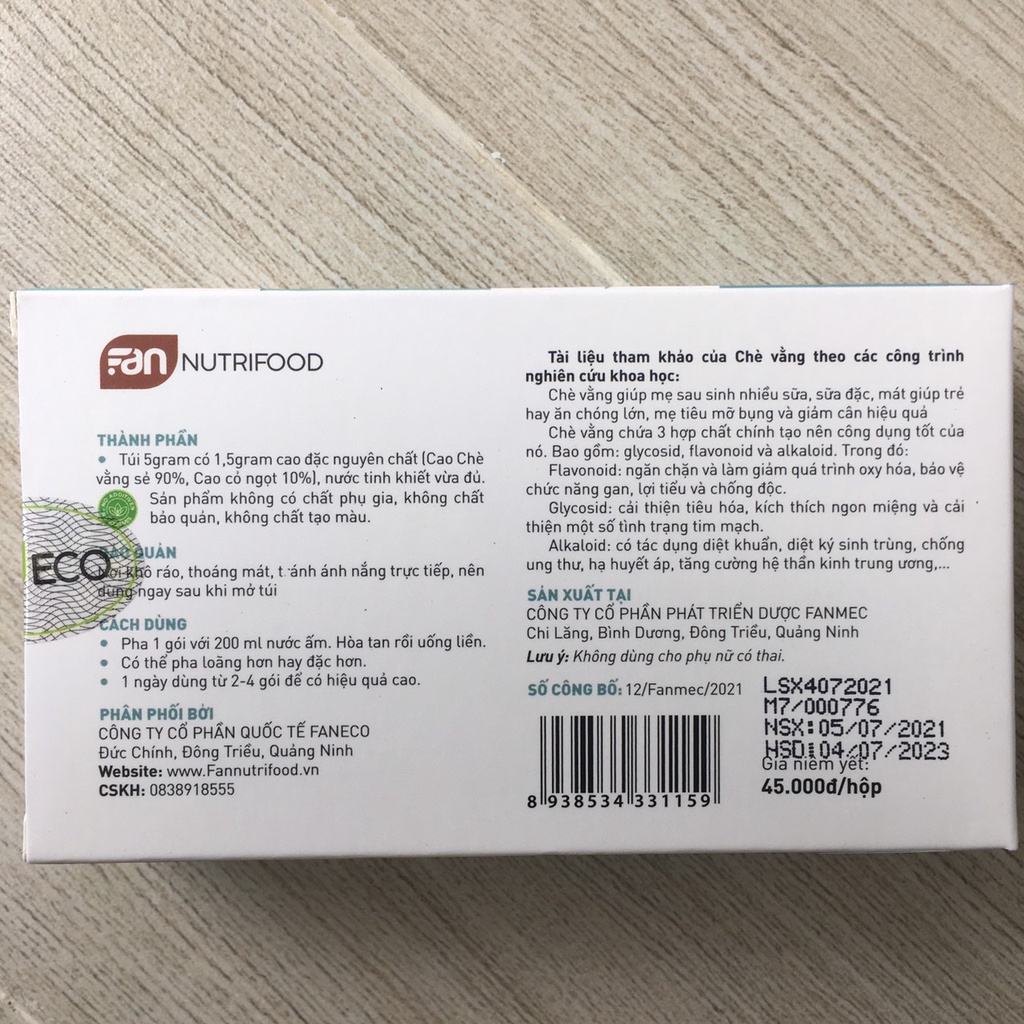 Fan NUTRIFOOD
THÀNH PHẦN
• Túi 5gram có 1,5gram cao đặc nguyên chất (Cao Chè
vằng sẻ 90%, Cao cỏ ngọt 10%), nước tinh khiết vừa đủ.
Sản phẩm không có chất phụ gia, không chất
bảo quản, không chất tạo màu.
ECO
BẢO QUẢN
Nơi khô ráo, thoáng mát, tránh ánh nắng trực tiếp, nên
dùng ngay sau khi mở túi
CÁCH DÙNG
• Pha 1 gói với 200 ml nước ấm. Hòa tan rồi uống liền.
• Có thể pha loãng hơn hay đặc hơn.
• 1 ngày dùng từ 2-4 gói để có hiệu quả cao.
PHÂN PHỐI BỞI
CÔNG TY CỔ PHẦN QUỐC TẾ FANECO
Đức Chính, Đông Triều, Quảng Ninh
Website: www.Fannutrifood.vn
CSKH: 0838918555
Tài liệu tham khảo của Chè vằng theo các công trình
nghiên cứu khoa học:
Chè vằng giúp mẹ sau sinh nhiều sữa, sữa đặc, mát giúp trẻ
hay ăn chóng lớn, mẹ tiêu mỡ bụng và giảm cân hiệu quả
Chè vằng chứa 3 hợp chất chính tạo nên công dụng tốt của
nó. Bao gồm: glycosid, flavonoid và alkaloid. Trong đó:
Flavonoid: ngăn chặn và làm giảm quá trình oxy hóa, bảo vệ
chức năng gan, lợi tiểu và chống độc.
Glycosid: cải thiện tiêu hóa, kích thích ngon miệng và cải
thiện một số tình trạng tim mạch.
Alkaloid: có tác dụng diệt khuẩn, diệt ký sinh trùng, chống
ung thư, hạ huyết áp, tăng cường hệ thần kinh trung ương,...
SẢN XUẤT TẠI
CÔNG TY CỔ PHẦN PHÁT TRIỂN DƯỢC FANMEC
Chi Lăng, Bình Dương, Đông Triều, Quảng Ninh
Lưu ý: Không dùng cho phụ nữ có thai.
SỐ CÔNG BỐ: 12/Fanmec/2021
LSX4072021
M7/000776
NSX:05/07/2021
HSD:04/07/2023
Giá niêm yết:
45.000đ/hộp
8 938534 331159